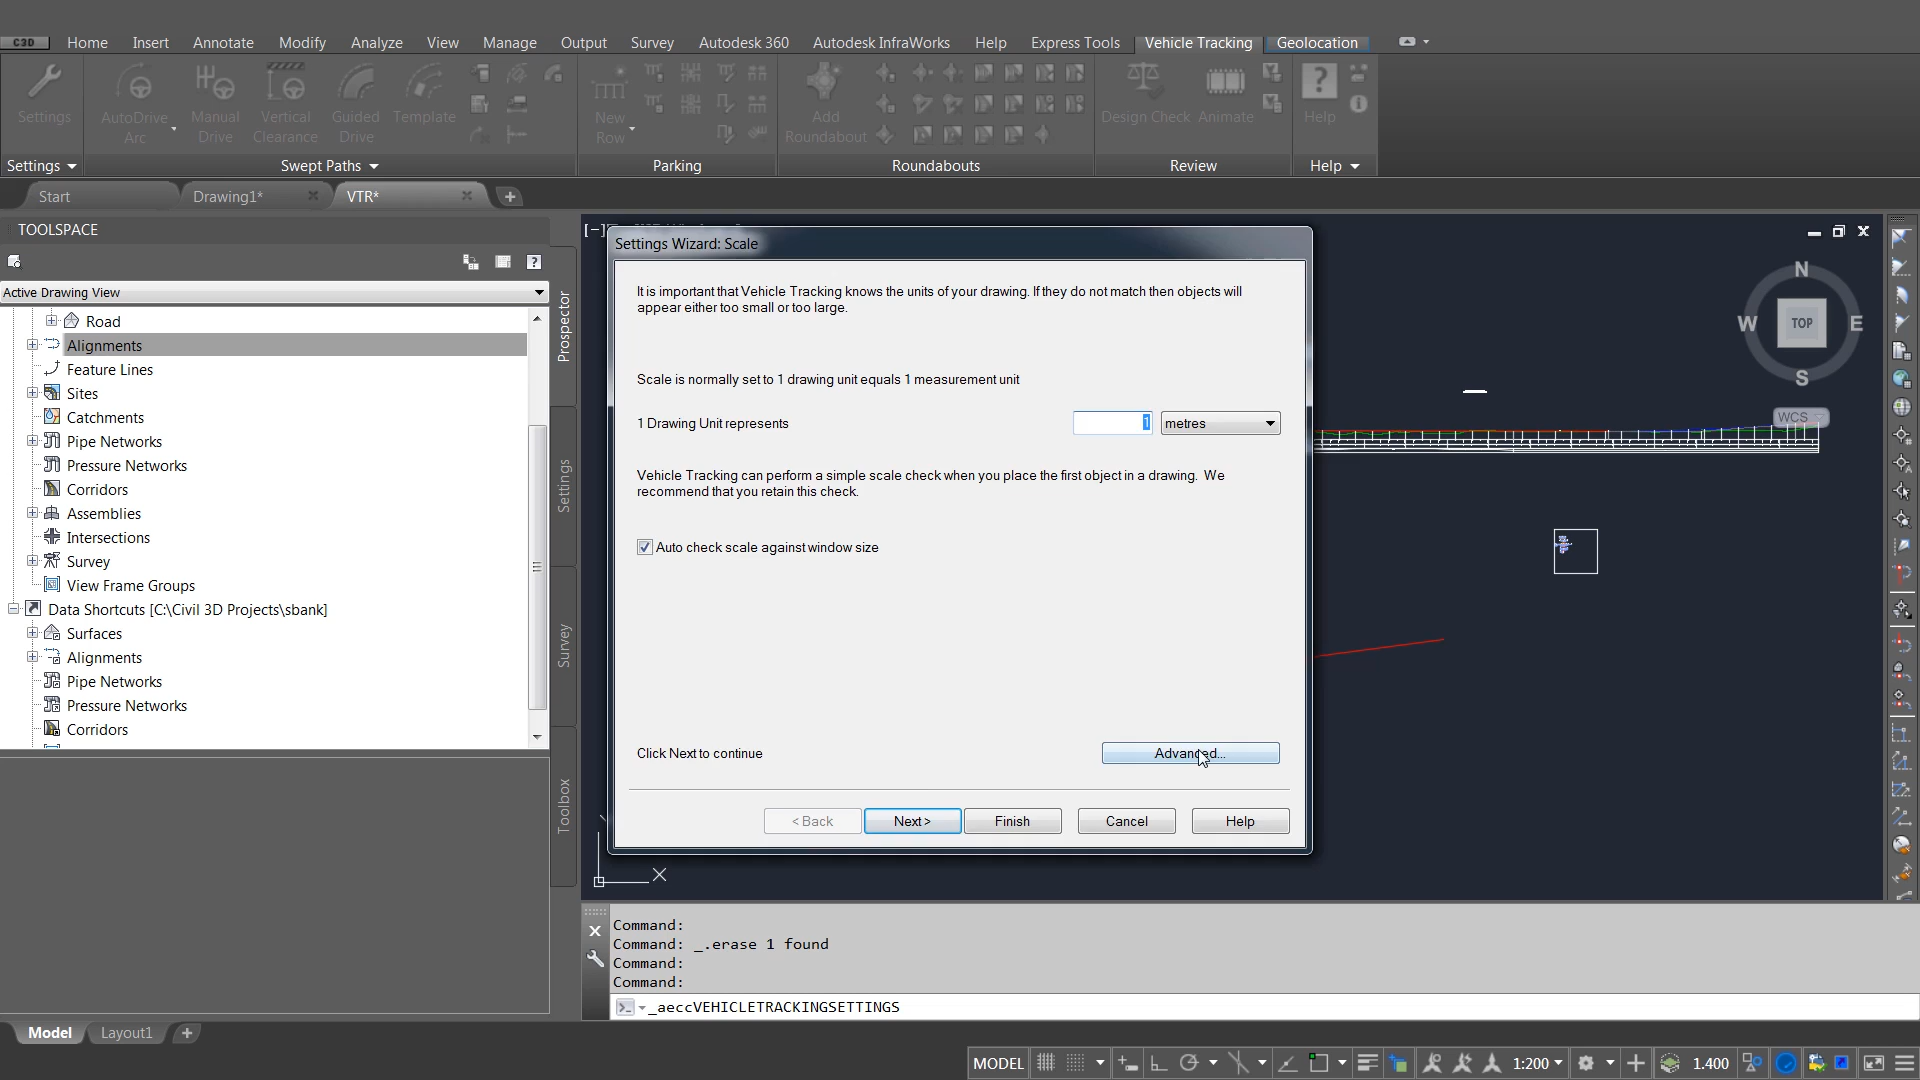 C3D Home Insert Annotate Modify Analyze View Manage Output Survey Autodesk 360 Autodesk InfraWorks Help Express Tools Vehicle Tracking Geolocation
Settings AutoDrive Arc Manual Drive Vertical Clearance Guided Drive Template New Row Add Roundabout Design Check Animate Help
Settings Swept Paths Parking Roundabouts Review Help
Start Drawing1* VTR*
TOOLSPACE
Active Drawing View
Road
Alignments
Feature Lines
Sites
Catchments
Pipe Networks
Pressure Networks
Corridors
Assemblies
Intersections
Survey
View Frame Groups
Data Shortcuts [C:\Civil 3D Projects\sbank]
Surfaces
Alignments
Pipe Networks
Pressure Networks
Corridors
Prospector
Settings
Survey
Toolbox
Settings Wizard: Scale
It is important that Vehicle Tracking knows the units of your drawing. If they do not match then objects will
appear either too small or too large.
Scale is normally set to 1 drawing unit equals 1 measurement unit
1 Drawing Unit represents 1 metres
Vehicle Tracking can perform a simple scale check when you place the first object in a drawing. We
recommend that you retain this check.
Auto check scale against window size
Click Next to continue Advanced...
< Back Next > Finish Cancel Help
N
W TOP E
S
WCS
X
Command:
Command: _.erase 1 found
Command:
Command:
_aeccVEHICLETRACKINGSETTINGS
Model Layout1
MODEL 1:200 1.400